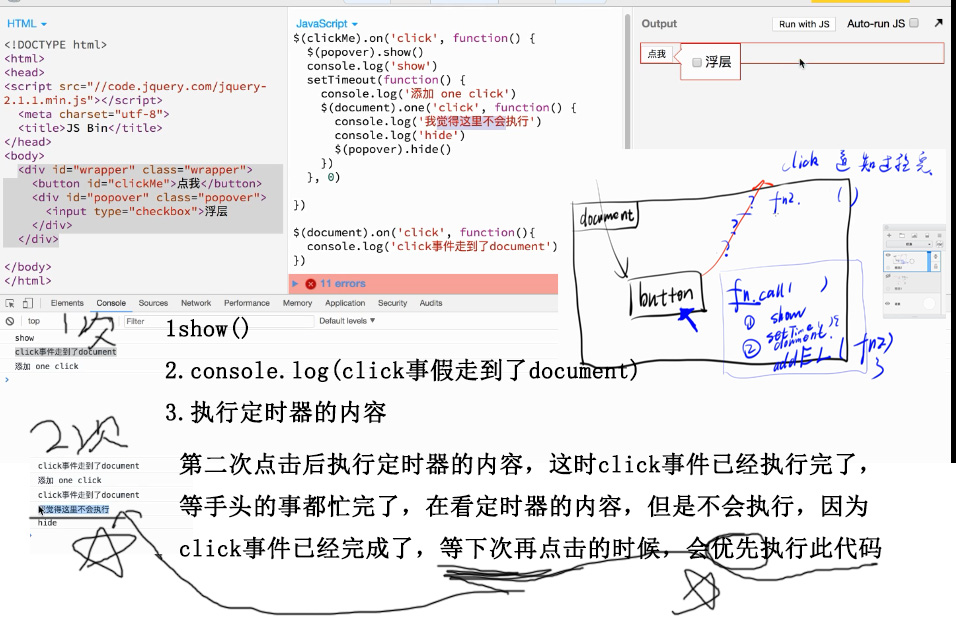 HTML
<!DOCTYPE html>
<html>
<head>
<script src="//code.jquery.com/jquery-
2.1.1.min.js"></script>
<meta charset="utf-8">
<title>JS Bin</title>
</head>
<body>
<div id="wrapper" class="wrapper">
<button id="clickMe">点我</button>
<div id="popover" class="popover">
<input type="checkbox">浮层
</div>
</div>
</body>
</html>
JavaScript
$(clickMe).on('click', function() {
$(popover).show()
console.log('show')
setTimeout(function() {
console.log('添加 one click')
$(document).one('click', function() {
console.log('我觉得这里不会执行')
console.log('hide')
$(popover).hide()
})
}, 0)
})
$(document).on('click', function(){
console.log('click事件走到了document')
})
11 errors
Output
Run with JS
Auto-run JS
点我
浮层
click 通知过程完
document
fn2.
( )
?
?
?
button
fn.call( )
① show
② setTime
document.
addEL( fn2)
}
Elements Console Sources Network Performance Memory Application Security Audits
top
Filter
Default levels
1次
show
click事件走到了document
添加 one click
1show()
2.console.log(click事假走到了document)
3.执行定时器的内容
2次
click事件走到了document
添加 one click
click事件走到了document
我觉得这里不会执行
hide
第二次点击后执行定时器的内容，这时click事件已经执行完了，
等手头的事都忙完了，在看定时器的内容，但是不会执行，因为
click事件已经完成了，等下次再点击的时候，会优先执行此代码